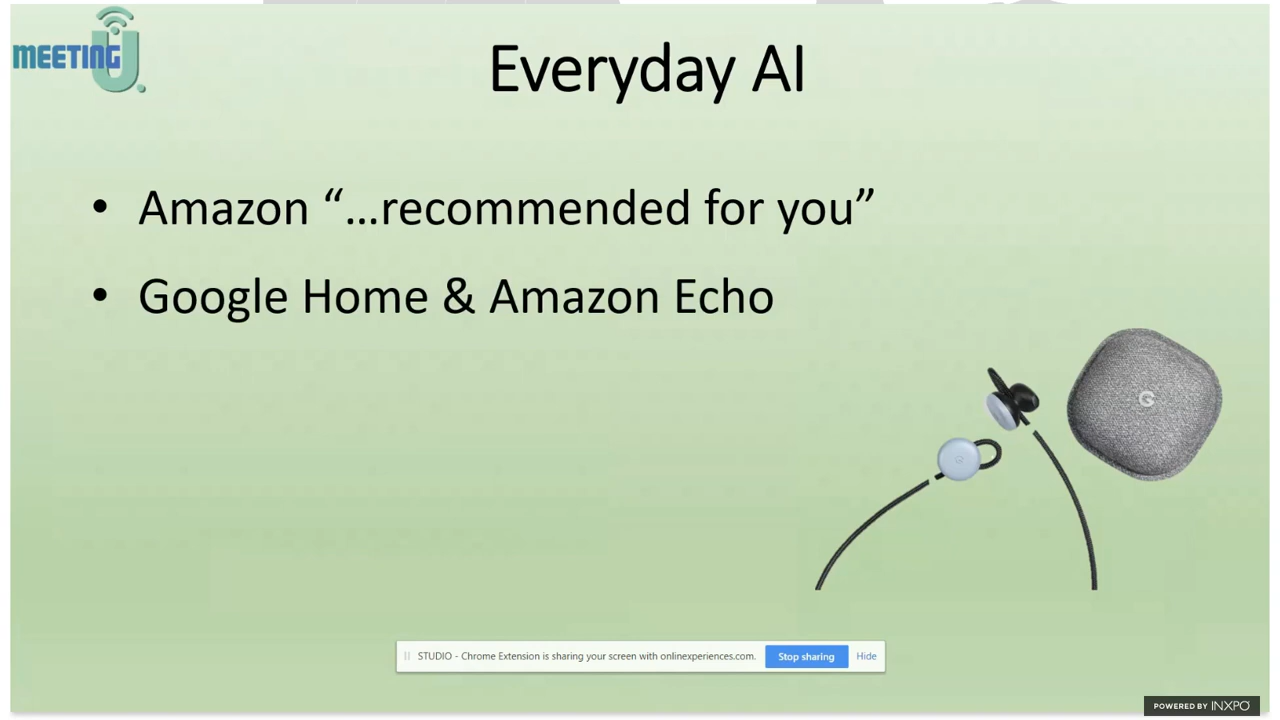 MEETING U
Everyday AI
• Amazon “…recommended for you”
• Google Home & Amazon Echo
G
G
STUDIO - Chrome Extension is sharing your screen with onlinexperiences.com.
Stop sharing
Hide
POWERED BY INXPO